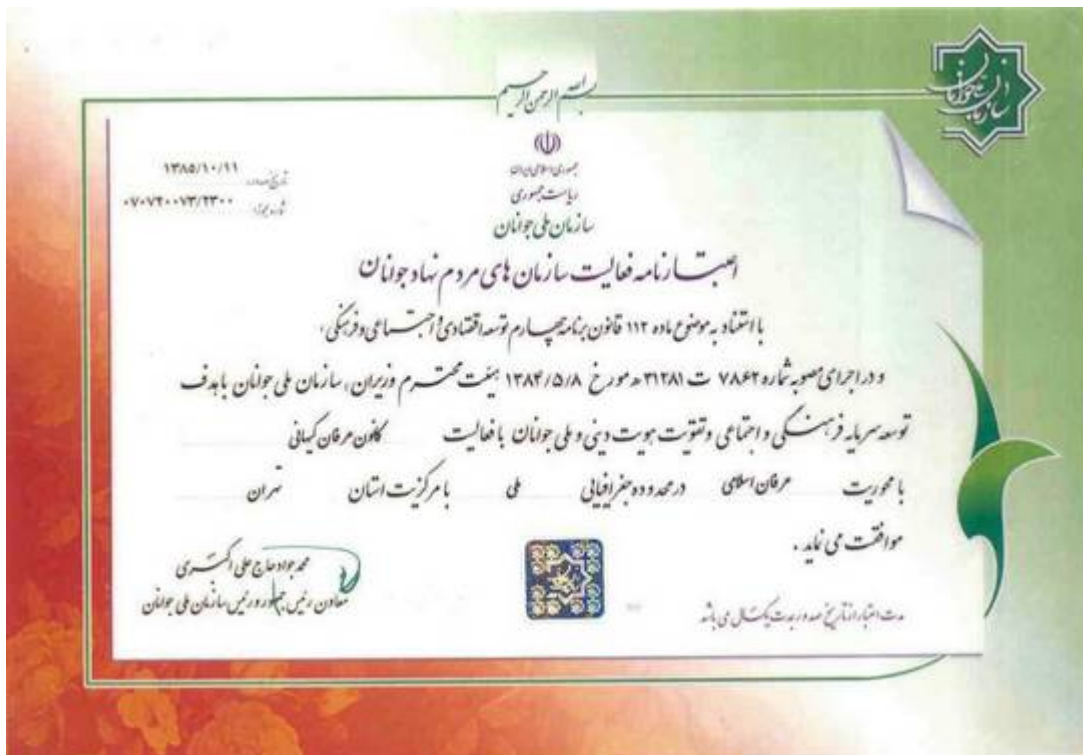 بسم الله الرحمن الرحیم
سازمان ملی جوانان
جمهوری اسلامی ایران
ریاست جمهوری
سازمان ملی جوانان
تاریخ صدور: ۱۳۸۵/۱۰/۱۱
شماره مجوز: ۰۷۰۷۲۰۰۷۳/۲۳۰۰
اعتبارنامه فعالیت سازمان های مردم نهاد جوانان
با استناد به موضوع ماده ۱۱۲ قانون برنامه چهارم توسعه اقتصادی و اجتماعی و فرهنگی،
و در اجرای مصوبه شماره ۷۸۶۲ ت ۳۱۲۸۱ ه مورخ ۱۳۸۴/۵/۸ هیئت محترم وزیران، سازمان ملی جوانان با هدف
توسعه سرمایه فرهنگی و اجتماعی و تقویت هویت دینی و ملی جوانان با فعالیت کانون عرفان کیهانی
با محوریت عرفان اسلامی در محدوده جغرافیائی ملی با مرکزیت استان تهران
موافقت می نماید .
محمد جواد حاج علی اکبری
معاون رئیس جمهور و رئیس سازمان ملی جوانان
مدت اعتبار از تاریخ صدور بمدت یکسال می باشد